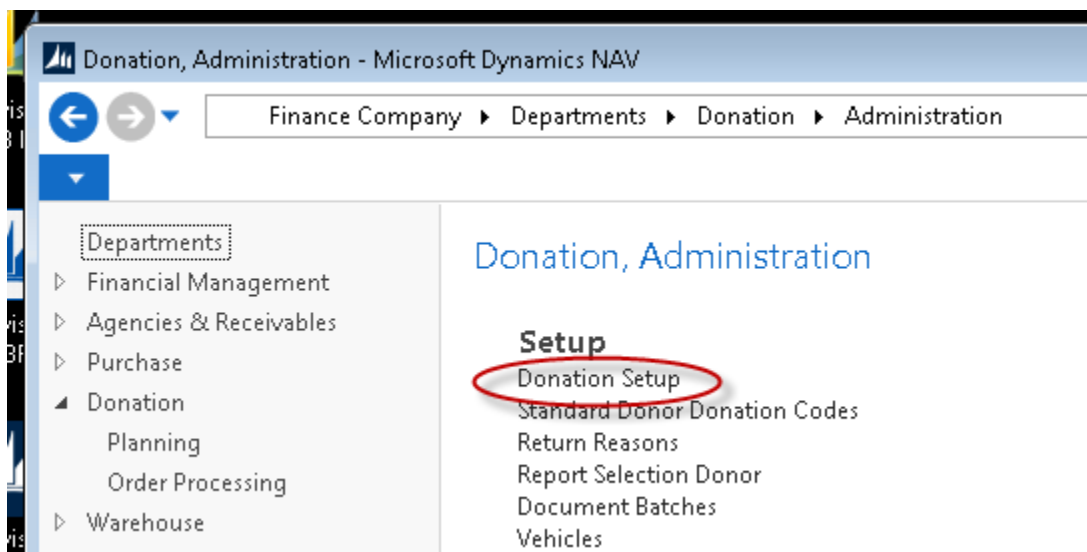 Donation, Administration - Microsoft Dynamics NAV
Finance Company Departments Donation Administration
Departments
Financial Management
Agencies & Receivables
Purchase
Donation
Planning
Order Processing
Warehouse
Donation, Administration
Setup
Donation Setup
Standard Donor Donation Codes
Return Reasons
Report Selection Donor
Document Batches
Vehicles